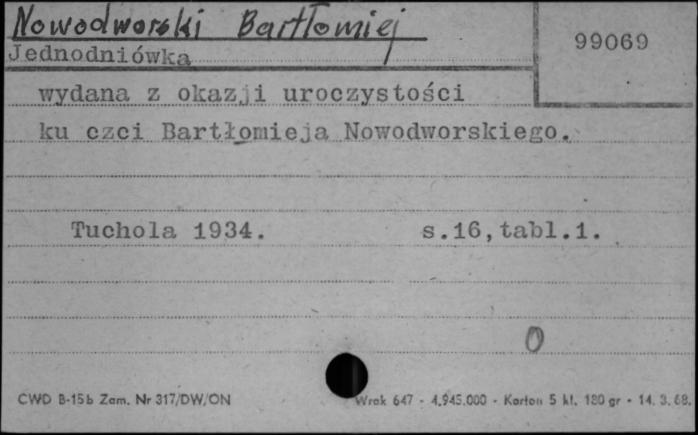 Nowodworski Bartłomiej
99069
Jednodniówka
wydana z okazji uroczystości
ku czci Bartłomieja Nowodworskiego.
Tuchola 1934. s.16,tabl.1.
0
CWD B-15b Zam. Nr 317/DW/ON Wrak 647 - 4.945.000 - Karton 5 kl. 180 gr - 14. 3. 68.